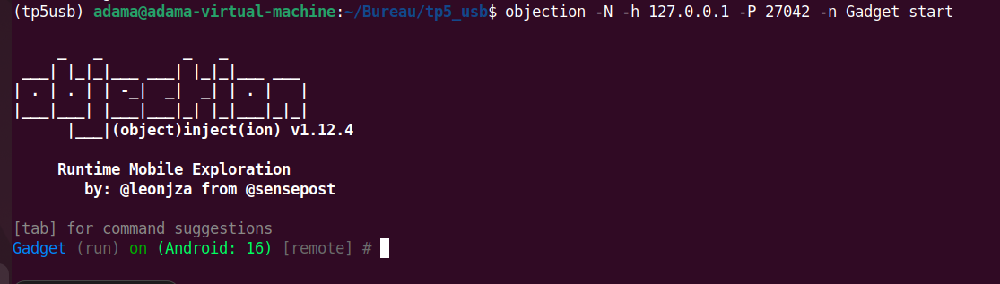 (tp5usb) adama@adama-virtual-machine:~/Bureau/tp5_usb$ objection -N -h 127.0.0.1 -P 27042 -n Gadget start
     _   _         _   _
 ___| |_|_|___ ___| |_|_|___ ___
| . | . | | -_|  _|  _| | . |   |
|___|___| |___|___|_| |_|___|_|_|
      |___|(object)inject(ion) v1.12.4
     Runtime Mobile Exploration
        by: @leonjza from @sensepost
[tab] for command suggestions
Gadget (run) on (Android: 16) [remote] #